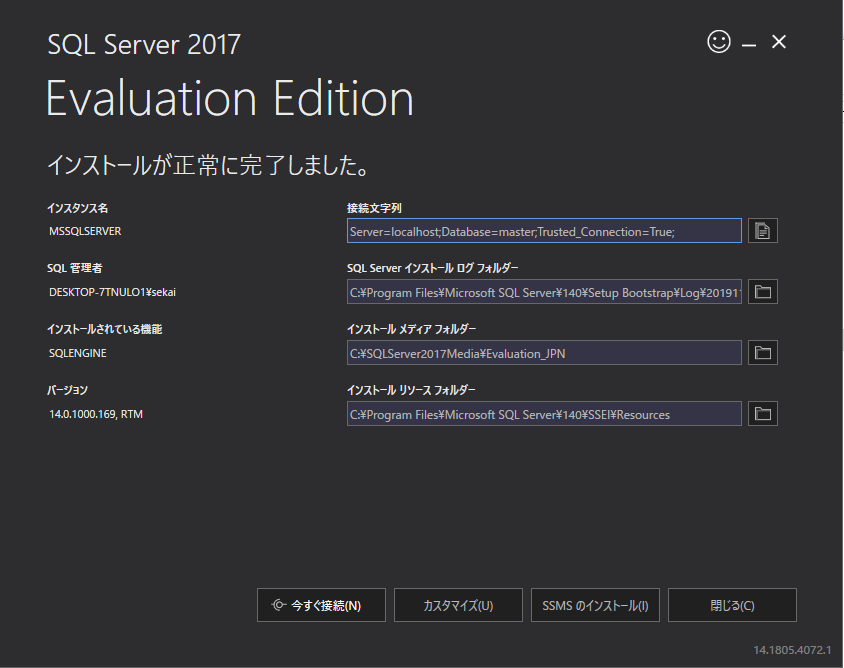 SQL Server 2017
Evaluation Edition
インストールが正常に完了しました。
インスタンス名
MSSQLSERVER
接続文字列
Server=localhost;Database=master;Trusted_Connection=True;
SQL 管理者
DESKTOP-7TNULO1¥sekai
SQL Server インストール ログ フォルダー
C:¥Program Files¥Microsoft SQL Server¥140¥Setup Bootstrap¥Log¥20191
インストールされている機能
SQLENGINE
インストール メディア フォルダー
C:¥SQLServer2017Media¥Evaluation_JPN
バージョン
14.0.1000.169, RTM
インストール リソース フォルダー
C:¥Program Files¥Microsoft SQL Server¥140¥SSEI¥Resources
今すぐ接続(N)
カスタマイズ(U)
SSMS のインストール(I)
閉じる(C)
14.1805.4072.1